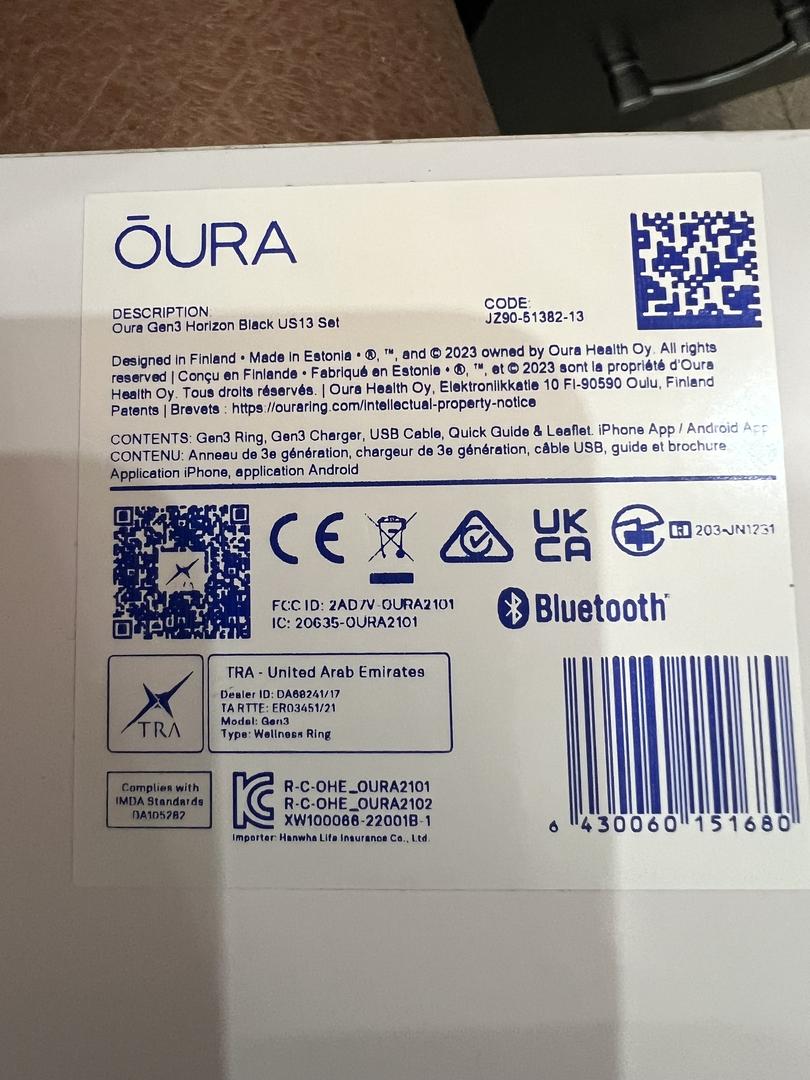 ŌURA
DESCRIPTION:
Oura Gen3 Horizon Black US13 Set
CODE:
JZ90-51382-13
Designed in Finland • Made in Estonia • ®, ™, and © 2023 owned by Oura Health Oy. All rights
reserved | Conçu en Finlande • Fabriqué en Estonie • ®, ™, et © 2023 sont la propriété d'Oura
Health Oy. Tous droits réservés. | Oura Health Oy, Elektroniikkatie 10 FI-90590 Oulu, Finland
Patents | Brevets : https://ouraring.com/intellectual-property-notice
CONTENTS: Gen3 Ring, Gen3 Charger, USB Cable, Quick Guide & Leaflet. iPhone App / Android App
CONTENU: Anneau de 3e génération, chargeur de 3e génération, câble USB, guide et brochure.
Application iPhone, application Android
CE
UK
CA
R 203-JN1231
FCC ID: 2AD7V-OURA2101
IC: 20635-OURA2101
Bluetooth
TRA
TRA - United Arab Emirates
Dealer ID: DA68241/17
TA RTTE: ER03451/21
Model: Gen3
Type: Wellness Ring
Complies with
IMDA Standards
DA105282
R-C-OHE_OURA2101
R-C-OHE_OURA2102
XW100066-22001B-1
Importer: Hanwha Life Insurance Co., Ltd.
6 430060 151680